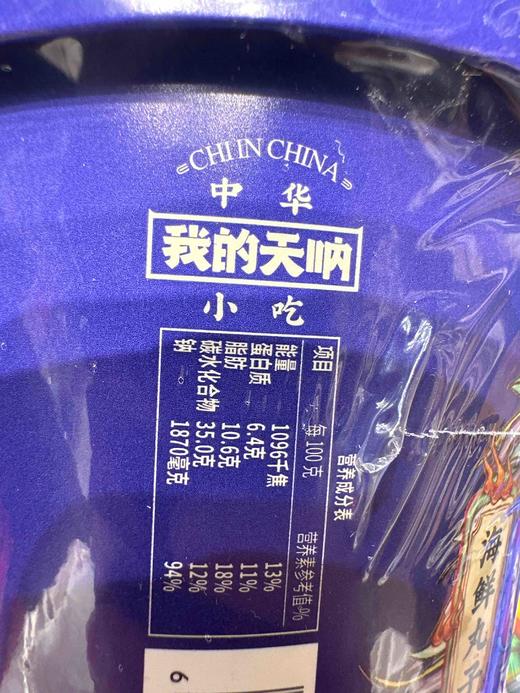 CHI IN CHINA
中华
我的天呐
小吃
营养成分表
项目 每100克 营养素参考值%
能量 1096千焦 13%
蛋白质 6.4克 11%
脂肪 10.6克 18%
碳水化合物 35.0克 12%
钠 1870毫克 94%
海鲜丸子
6